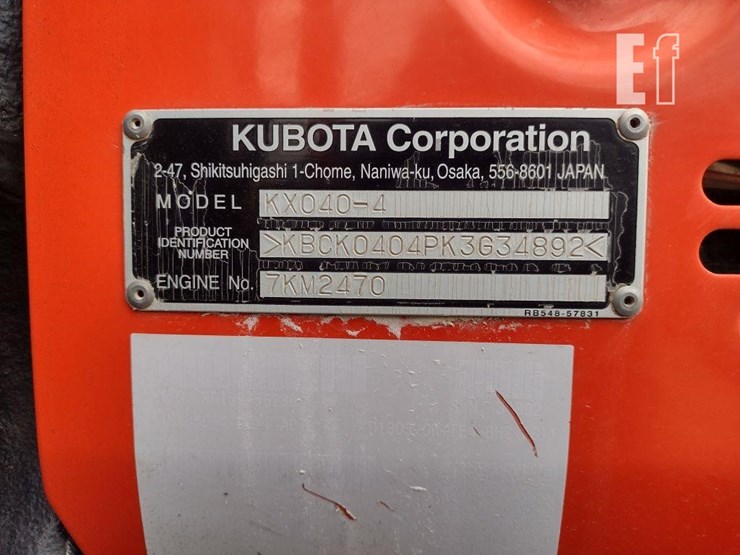 Ef
KUBOTA Corporation
2-47, Shikitsuhigashi 1-Chome, Naniwa-ku, Osaka, 556-8601 JAPAN
MODEL KX040-4
PRODUCT
IDENTIFICATION >KBCK0404PK3G34892<
NUMBER
ENGINE No. 7KM2470
RB548-57831